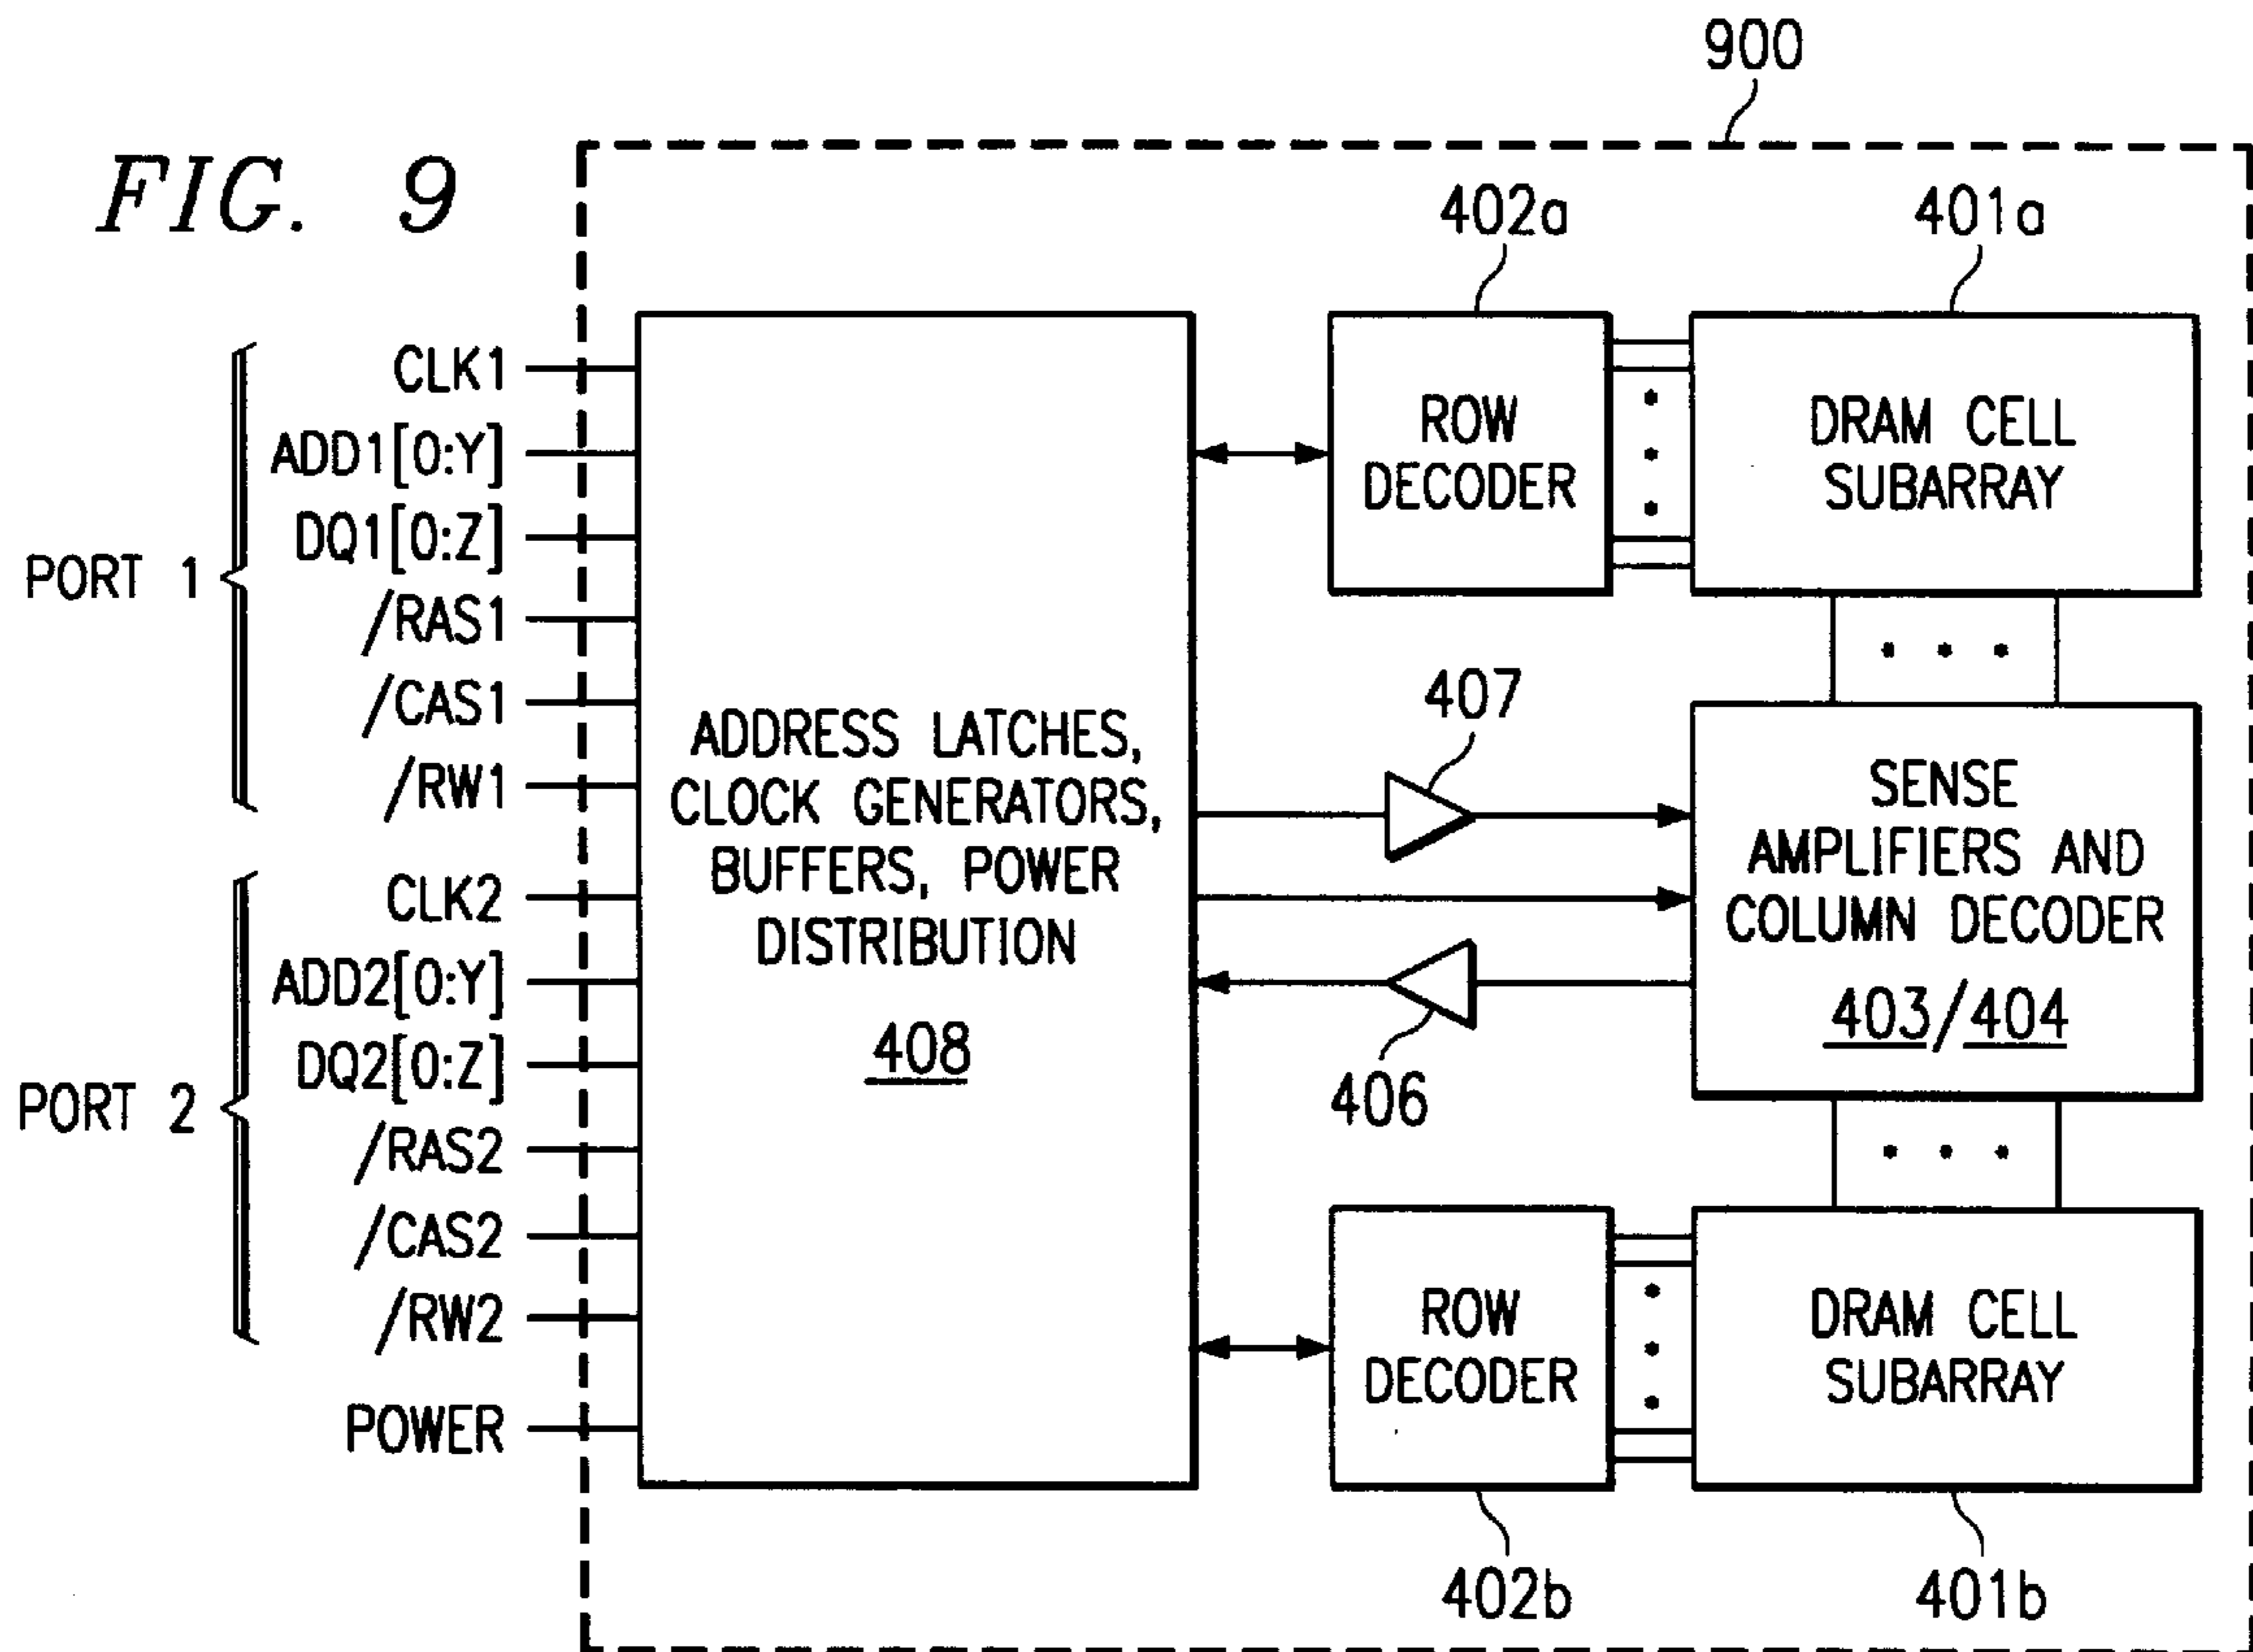 FIG. 9
900
402a
401a
PORT 1
CLK1
ADD1[0:Y]
DQ1[0:Z]
/RAS1
/CAS1
/RW1
PORT 2
CLK2
ADD2[0:Y]
DQ2[0:Z]
/RAS2
/CAS2
/RW2
POWER
ADDRESS LATCHES,
CLOCK GENERATORS,
BUFFERS, POWER
DISTRIBUTION
408
ROW
DECODER
DRAM CELL
SUBARRAY
407
406
SENSE
AMPLIFIERS AND
COLUMN DECODER
403/404
ROW
DECODER
DRAM CELL
SUBARRAY
402b
401b